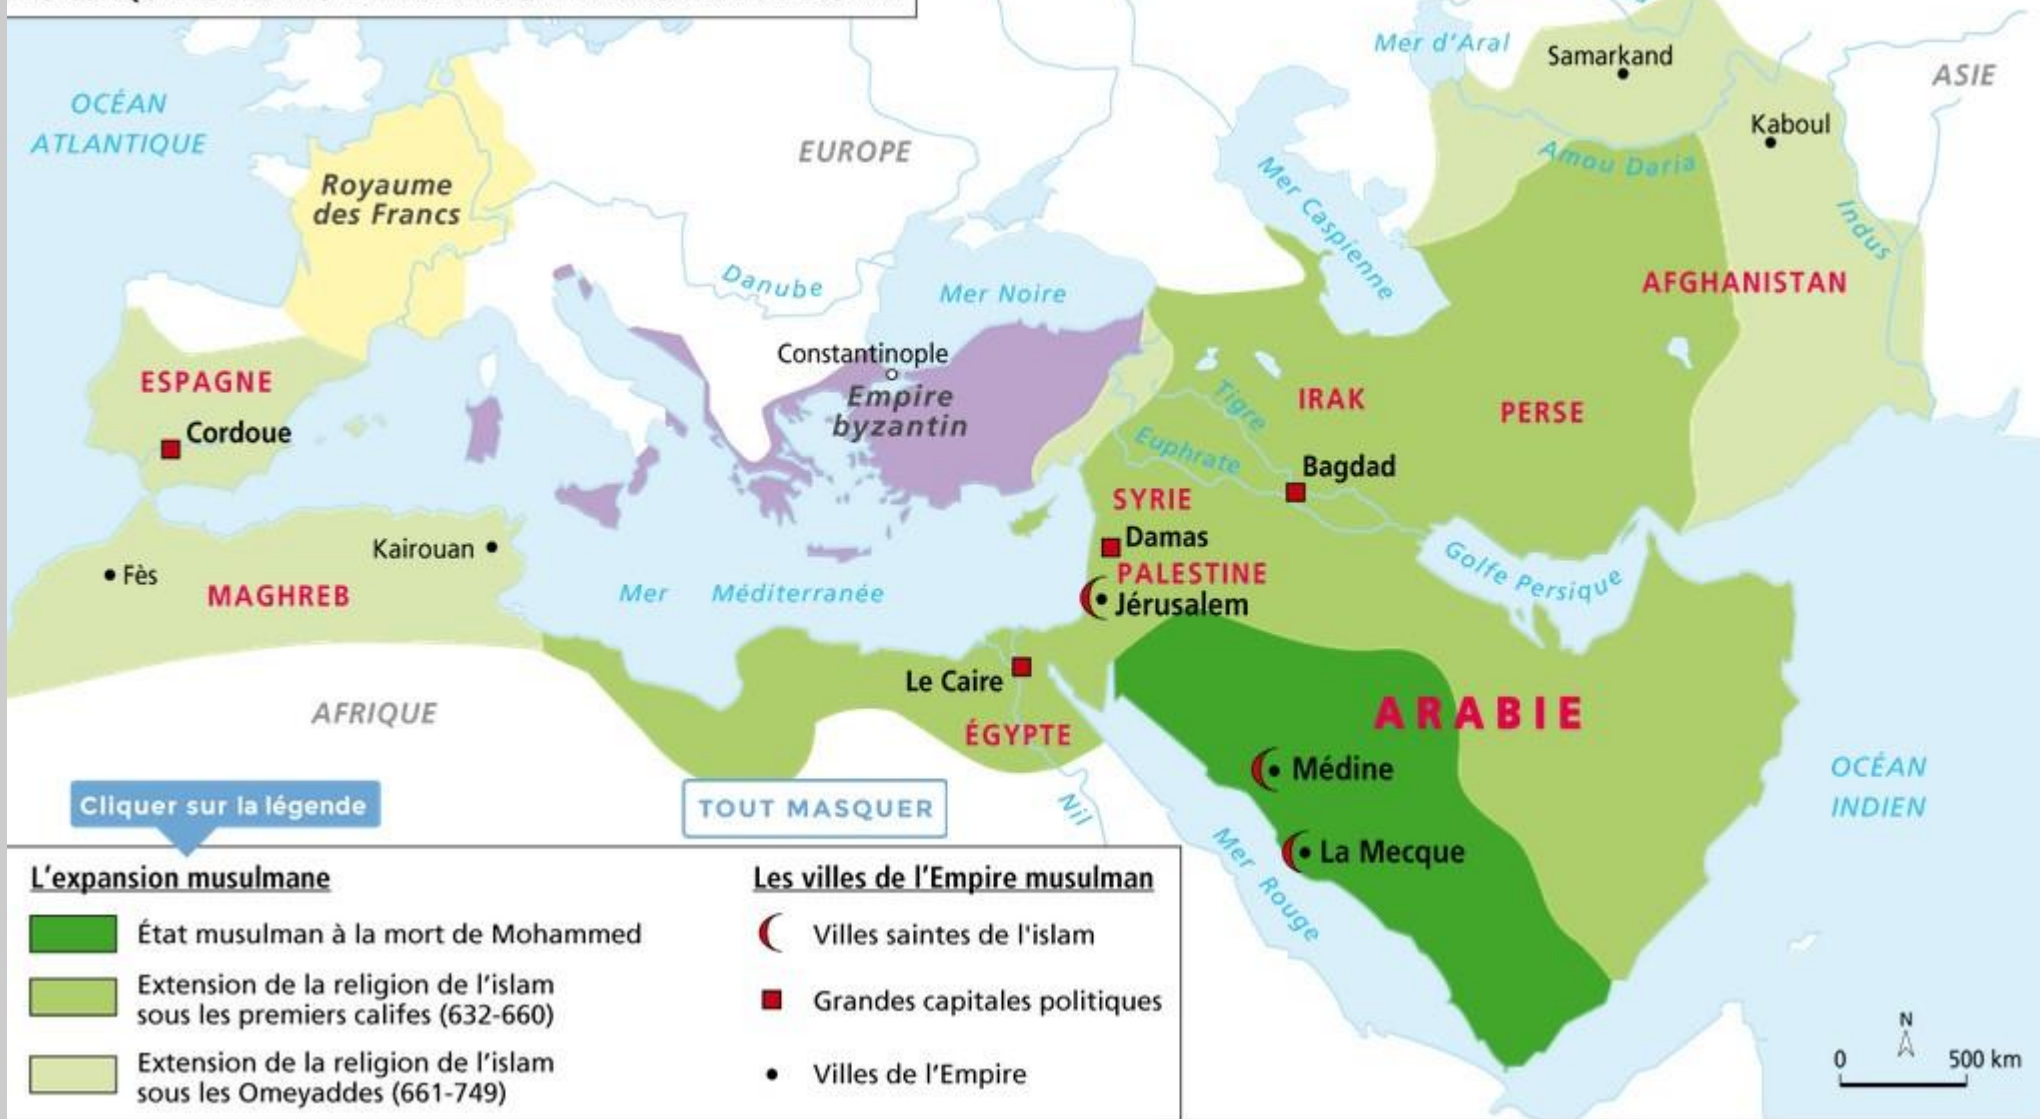 Mer d'Aral
Samarkand
ASIE
OCÉAN
ATLANTIQUE
Kaboul
EUROPE
Amou Daria
Royaume
des Francs
Mer Caspienne
Indus
Danube
Mer Noire
AFGHANISTAN
Constantinople
ESPAGNE
Empire
byzantin
Tigre
IRAK
PERSE
Cordoue
Euphrate
Bagdad
SYRIE
Damas
Kairouan
Fès
PALESTINE
Golfe Persique
MAGHREB
Mer Méditerranée
Jérusalem
Le Caire
AFRIQUE
ÉGYPTE
ARABIE
Médine
OCÉAN
INDIEN
Nil
La Mecque
Mer Rouge
Cliquer sur la légende
TOUT MASQUER
L'expansion musulmane
État musulman à la mort de Mohammed
Extension de la religion de l'islam
sous les premiers califes (632-660)
Extension de la religion de l'islam
sous les Omeyaddes (661-749)
Les villes de l'Empire musulman
Villes saintes de l'islam
Grandes capitales politiques
Villes de l'Empire
N
0 500 km